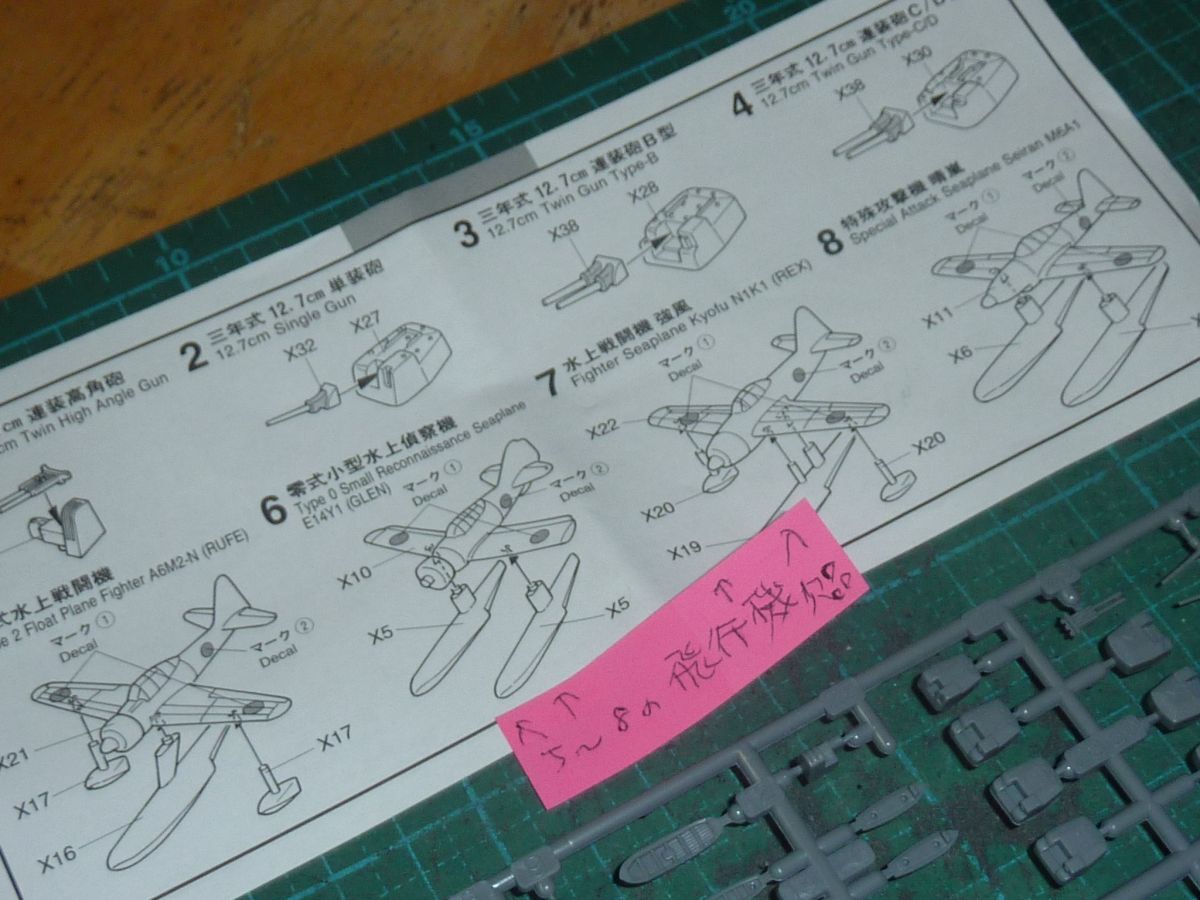 10
15
20
cm 連装高角砲
cm Twin High Angle Gun
2 三年式 12.7cm 単装砲
12.7cm Single Gun
X32
X27
3 三年式 12.7cm 連装砲B型
12.7cm Twin Gun Type-B
X38
X28
4 三年式 12.7cm 連装砲C/D
12.7cm Twin Gun Type-C/D
X38
X30
式水上戦闘機
2 Float Plane Fighter A6M2-N (RUFE)
マーク①
Decal
マーク②
Decal
X21
X17
X17
X16
6 零式小型水上偵察機
Type 0 Small Reconnaissance Seaplane
E14Y1 (GLEN)
マーク①
Decal
マーク②
Decal
X10
X5
X5
7 水上戦闘機 強風
Fighter Seaplane Kyofu N1K1 (REX)
マーク①
Decal
マーク②
Decal
X22
X20
X20
X19
8 特殊攻撃機 晴嵐
Special Attack Seaplane Seiran M6A1
マーク①
Decal
マーク②
Decal
X11
X6
5～8の飛行機欠品